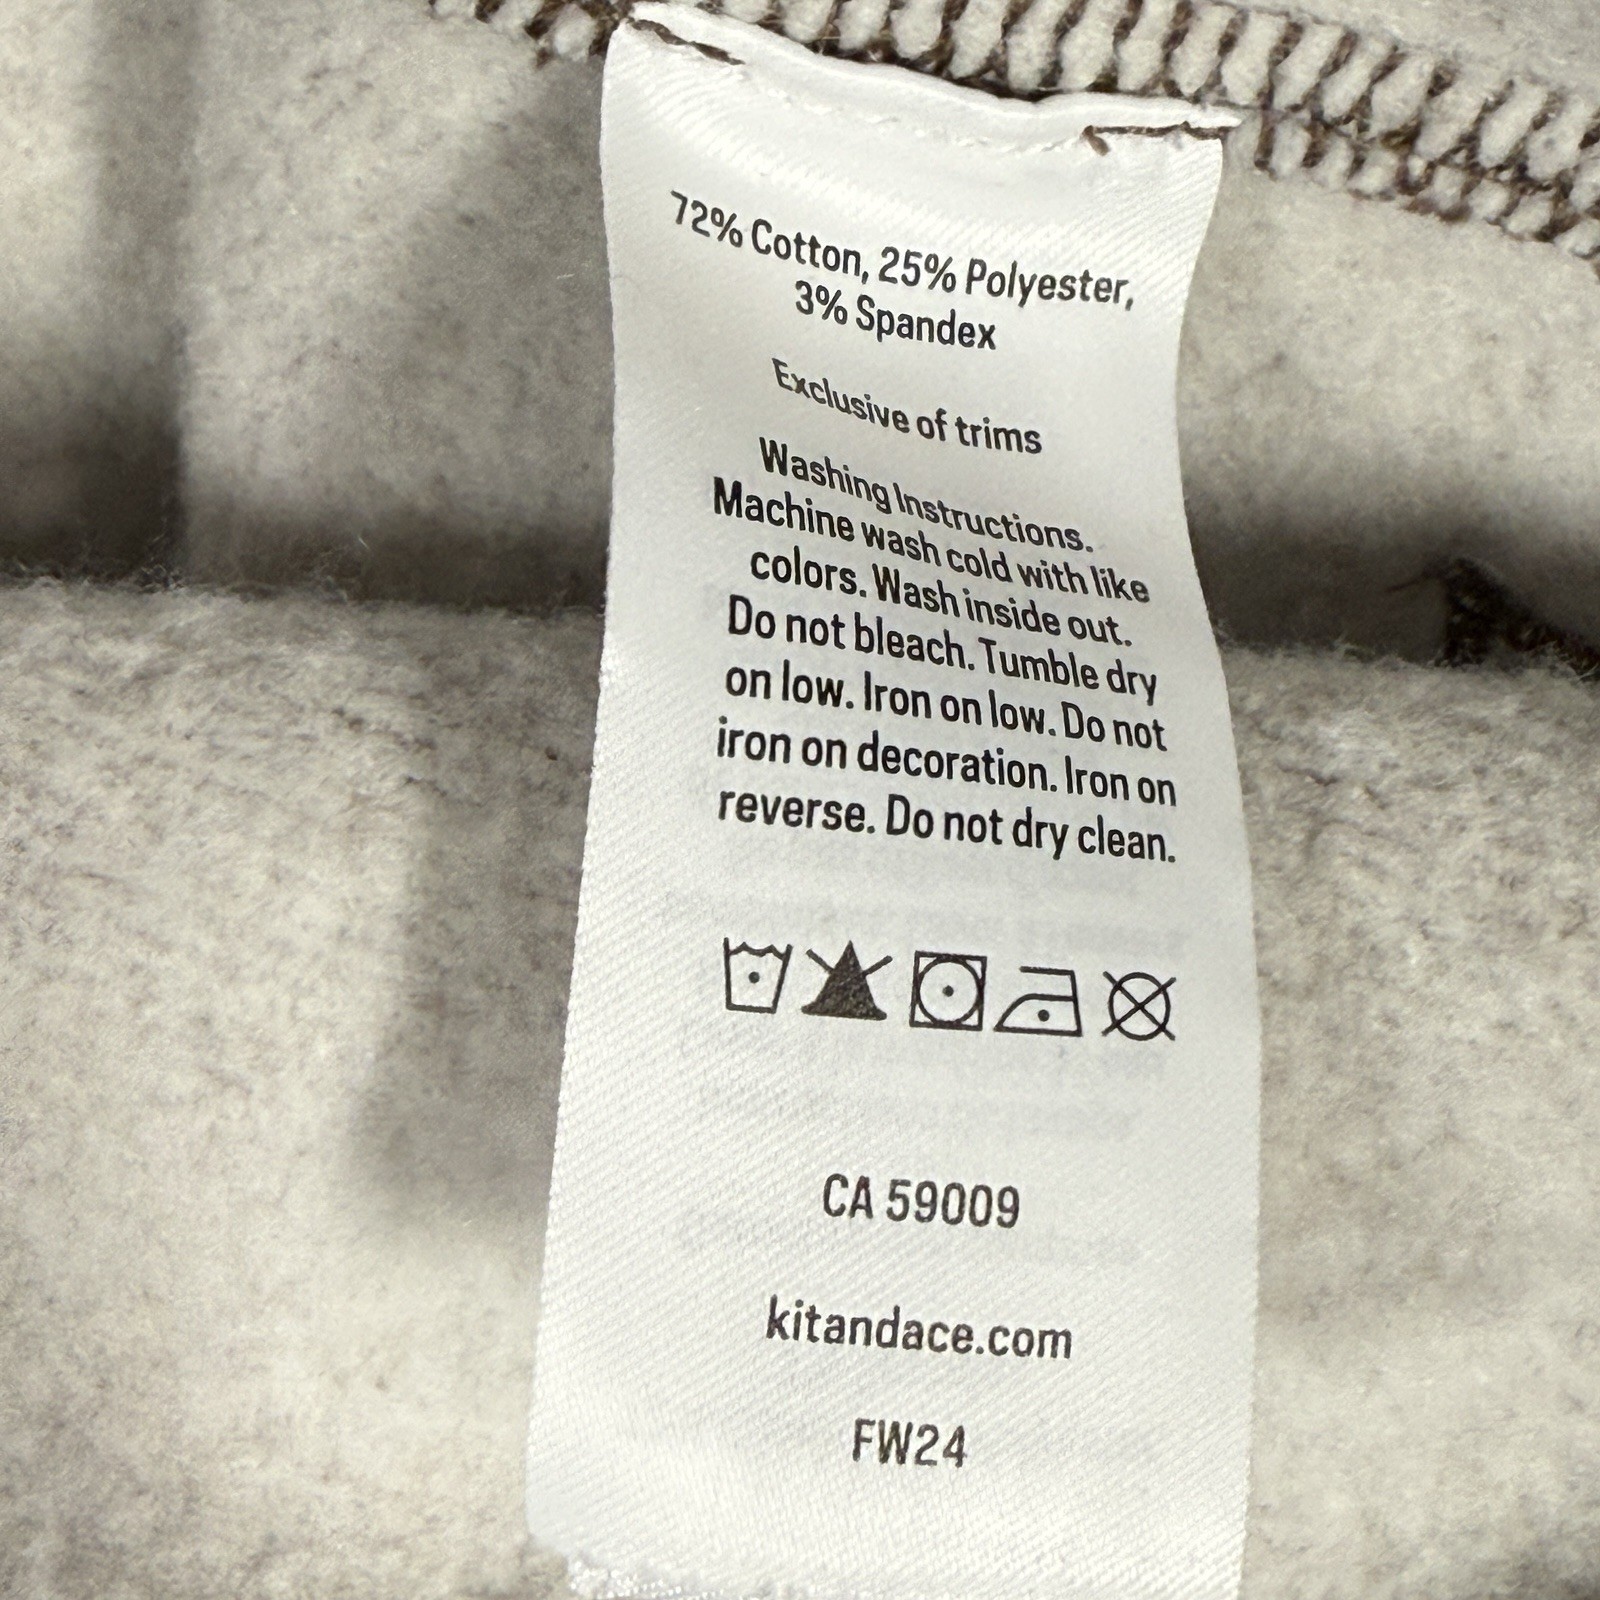 72% Cotton, 25% Polyester,
3% Spandex
Exclusive of trims
Washing Instructions.
Machine wash cold with like
colors. Wash inside out.
Do not bleach. Tumble dry
on low. Iron on low. Do not
iron on decoration. Iron on
reverse. Do not dry clean.
CA 59009
kitandace.com
FW24